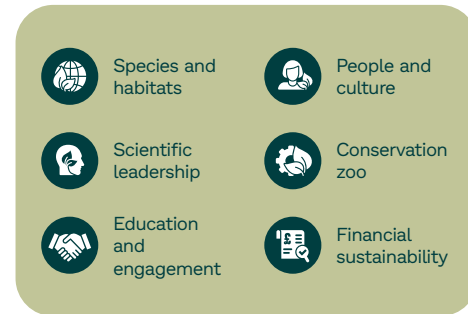 Species and
habitats
People and
culture
Scientific
leadership
Conservation
zoo
Education
and
engagement
£
Financial
sustainability